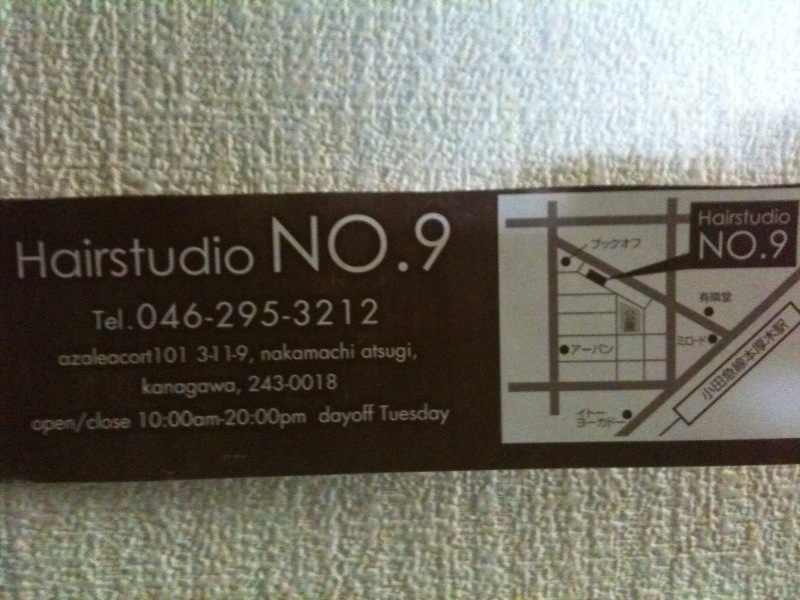 Hairstudio NO.9
Tel.046-295-3212
azaleacort101 3-11-9, nakamachi atsugi,
kanagawa, 243-0018
open/close 10:00am-20:00pm dayoff Tuesday
Hairstudio
NO.9
ブックオフ
有隣堂
公園
ミロード
アーバン
小田急線本厚木駅
イトー
ヨーカドー